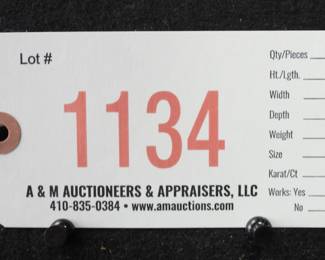 Lot #
1134
A & M AUCTIONEERS & APPRAISERS, LLC
410-835-0384 • www.amauctions.com
Qty/Pieces
Ht./Lgth.
Width
Depth
Weight
Size
Karat/Ct
Works: Yes
No